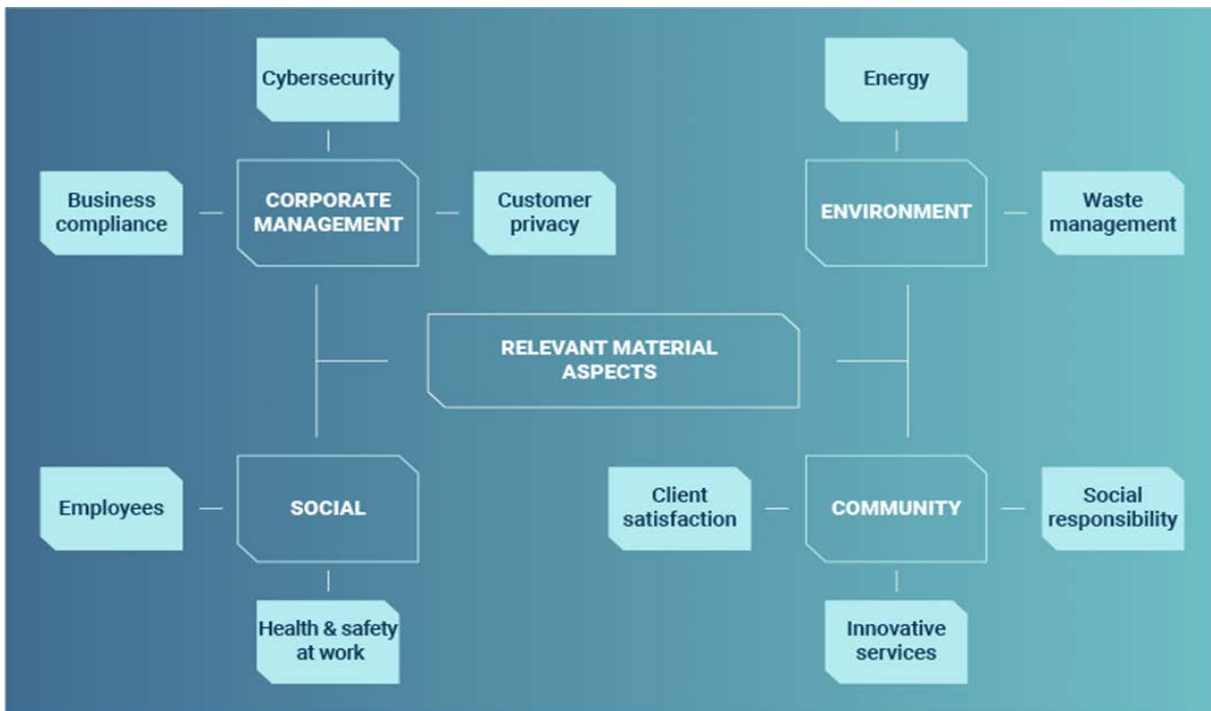 Cybersecurity
Energy
Business
compliance
CORPORATE
MANAGEMENT
Customer
privacy
ENVIRONMENT
Waste
management
RELEVANT MATERIAL
ASPECTS
Employees
SOCIAL
Client
satisfaction
COMMUNITY
Social
responsibility
Health & safety
at work
Innovative
services